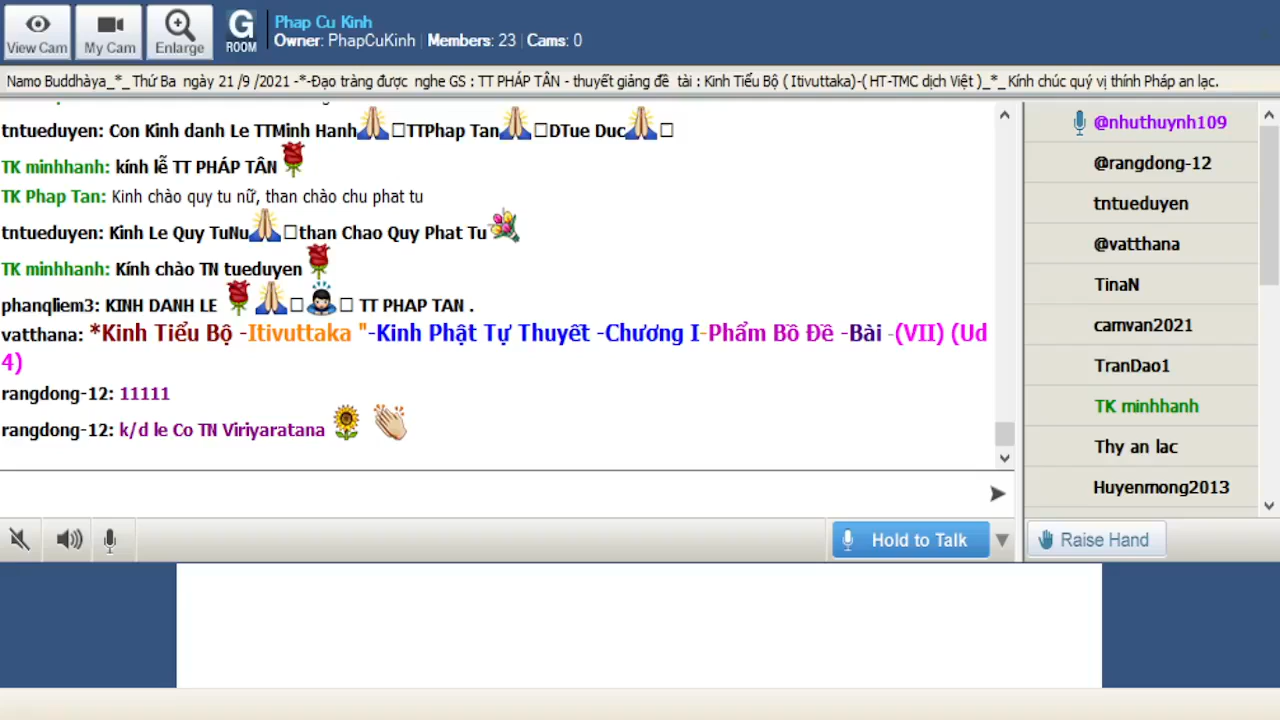 View Cam
My Cam
Enlarge
G
ROOM
Phap Cu Kinh
Owner: PhapCuKinh | Members: 23 | Cams: 0
Namo Buddhàya_*_Thứ Ba ngày 21 /9 /2021 -*-Đạo tràng được nghe GS : TT PHÁP TÂN - thuyết giảng đề tài : Kinh Tiểu Bộ ( Itivuttaka)-( HT-TMC dịch Việt )_*_ Kính chúc quý vị thính Pháp an lạc.
tntueduyen: Con Kinh danh Le TTMinh Hanh🙏TTPhap Tan🙏DTue Duc🙏
TK minhhanh: kính lễ TT PHÁP TÂN🌹
TK Phap Tan: Kinh chào quy tu nữ, than chào chu phat tu
tntueduyen: Kinh Le Quy TuNu🙏than Chao Quy Phat Tu💐
TK minhhanh: Kính chào TN tueduyen🌹
phanqliem3: KINH DANH LE 🌹🙏🙇 TT PHAP TAN .
vatthana: *Kinh Tiểu Bộ -Itivuttaka "-Kinh Phật Tự Thuyết -Chương I-Phẩm Bồ Đề -Bài -(VII) (Ud
4)
rangdong-12: 11111
rangdong-12: k/d le Co TN Viriyaratana 🌻 👏
@nhuthuynh109
@rangdong-12
tntueduyen
@vatthana
TinaN
camvan2021
TranDao1
TK minhhanh
Thy an lac
Huyenmong2013
Hold to Talk
Raise Hand